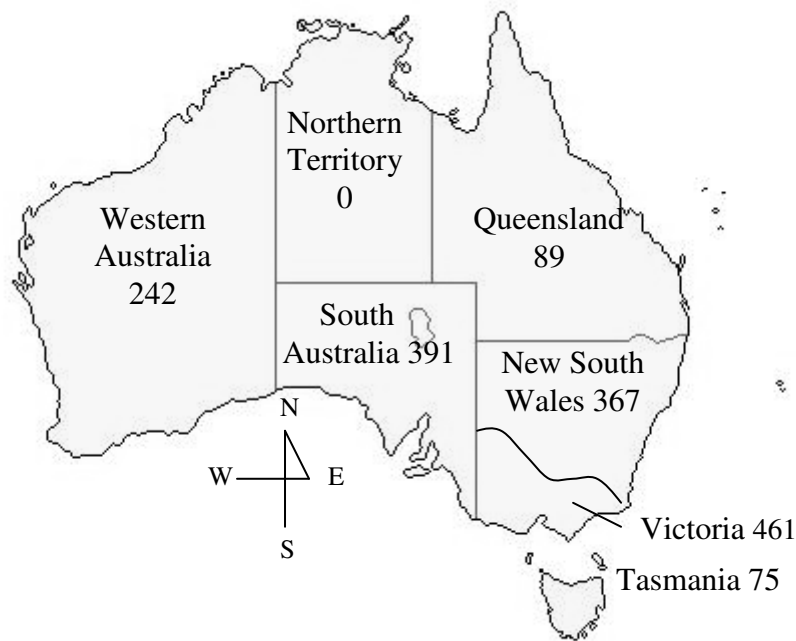 Northern
Territory
0
Western
Australia
242
Queensland
89
South
Australia 391
New South
Wales 367
N
W
E
S
Victoria 461
Tasmania 75